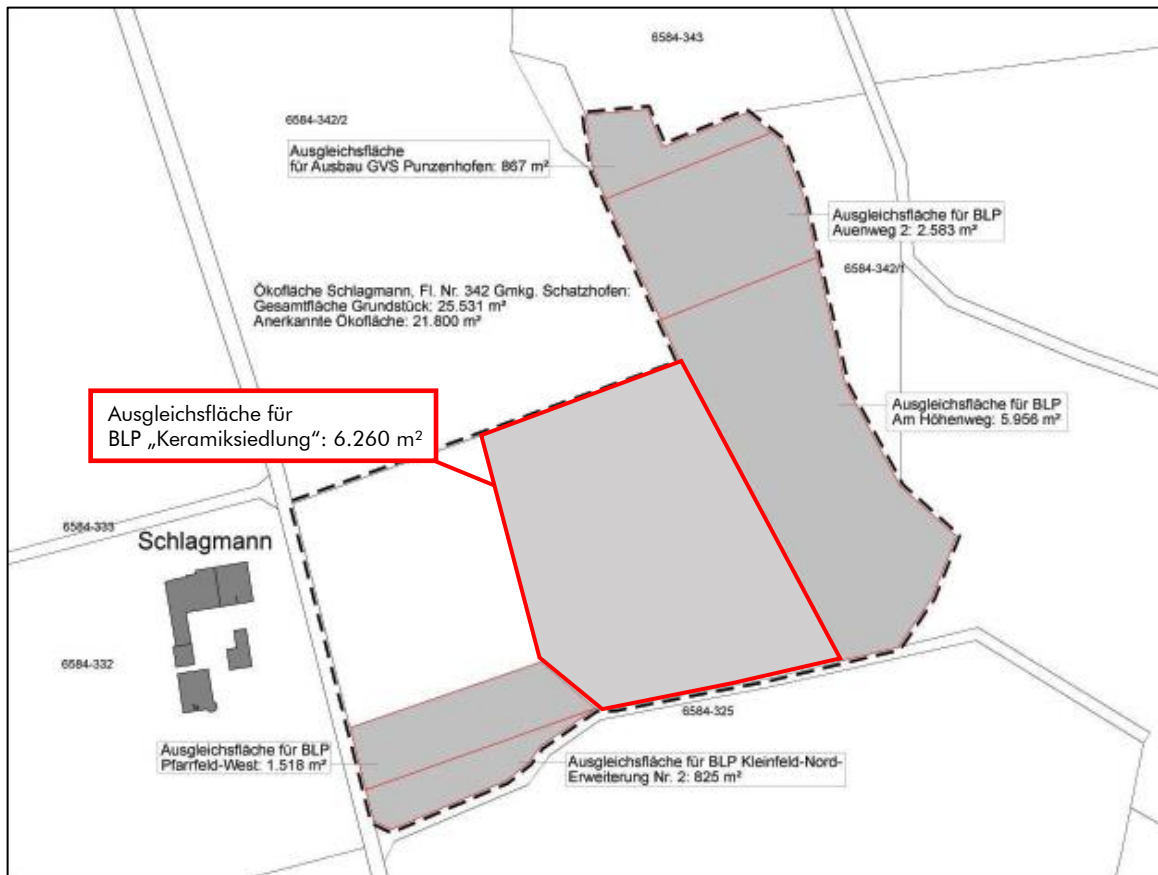 6584-343
6584-342/2
Ausgleichsfläche
für Ausbau GVS Punzenhofen: 867 m²
Ausgleichsfläche für BLP
Auenweg 2: 2.583 m²
6584-342/1
Ökofläche Schlagmann, Fl. Nr. 342 Gmkg. Schatzhofen:
Gesamtfläche Grundstück: 25.531 m²
Anerkannte Ökofläche: 21.800 m²
Ausgleichsfläche für
BLP „Keramiksiedlung“: 6.260 m²
Ausgleichsfläche für BLP
Am Höhenweg: 5.956 m²
6584-333
Schlagmann
6584-332
6584-325
Ausgleichsfläche für BLP
Pfarrfeld-West: 1.518 m²
Ausgleichsfläche für BLP Kleinfeld-Nord-
Erweiterung Nr. 2: 825 m²